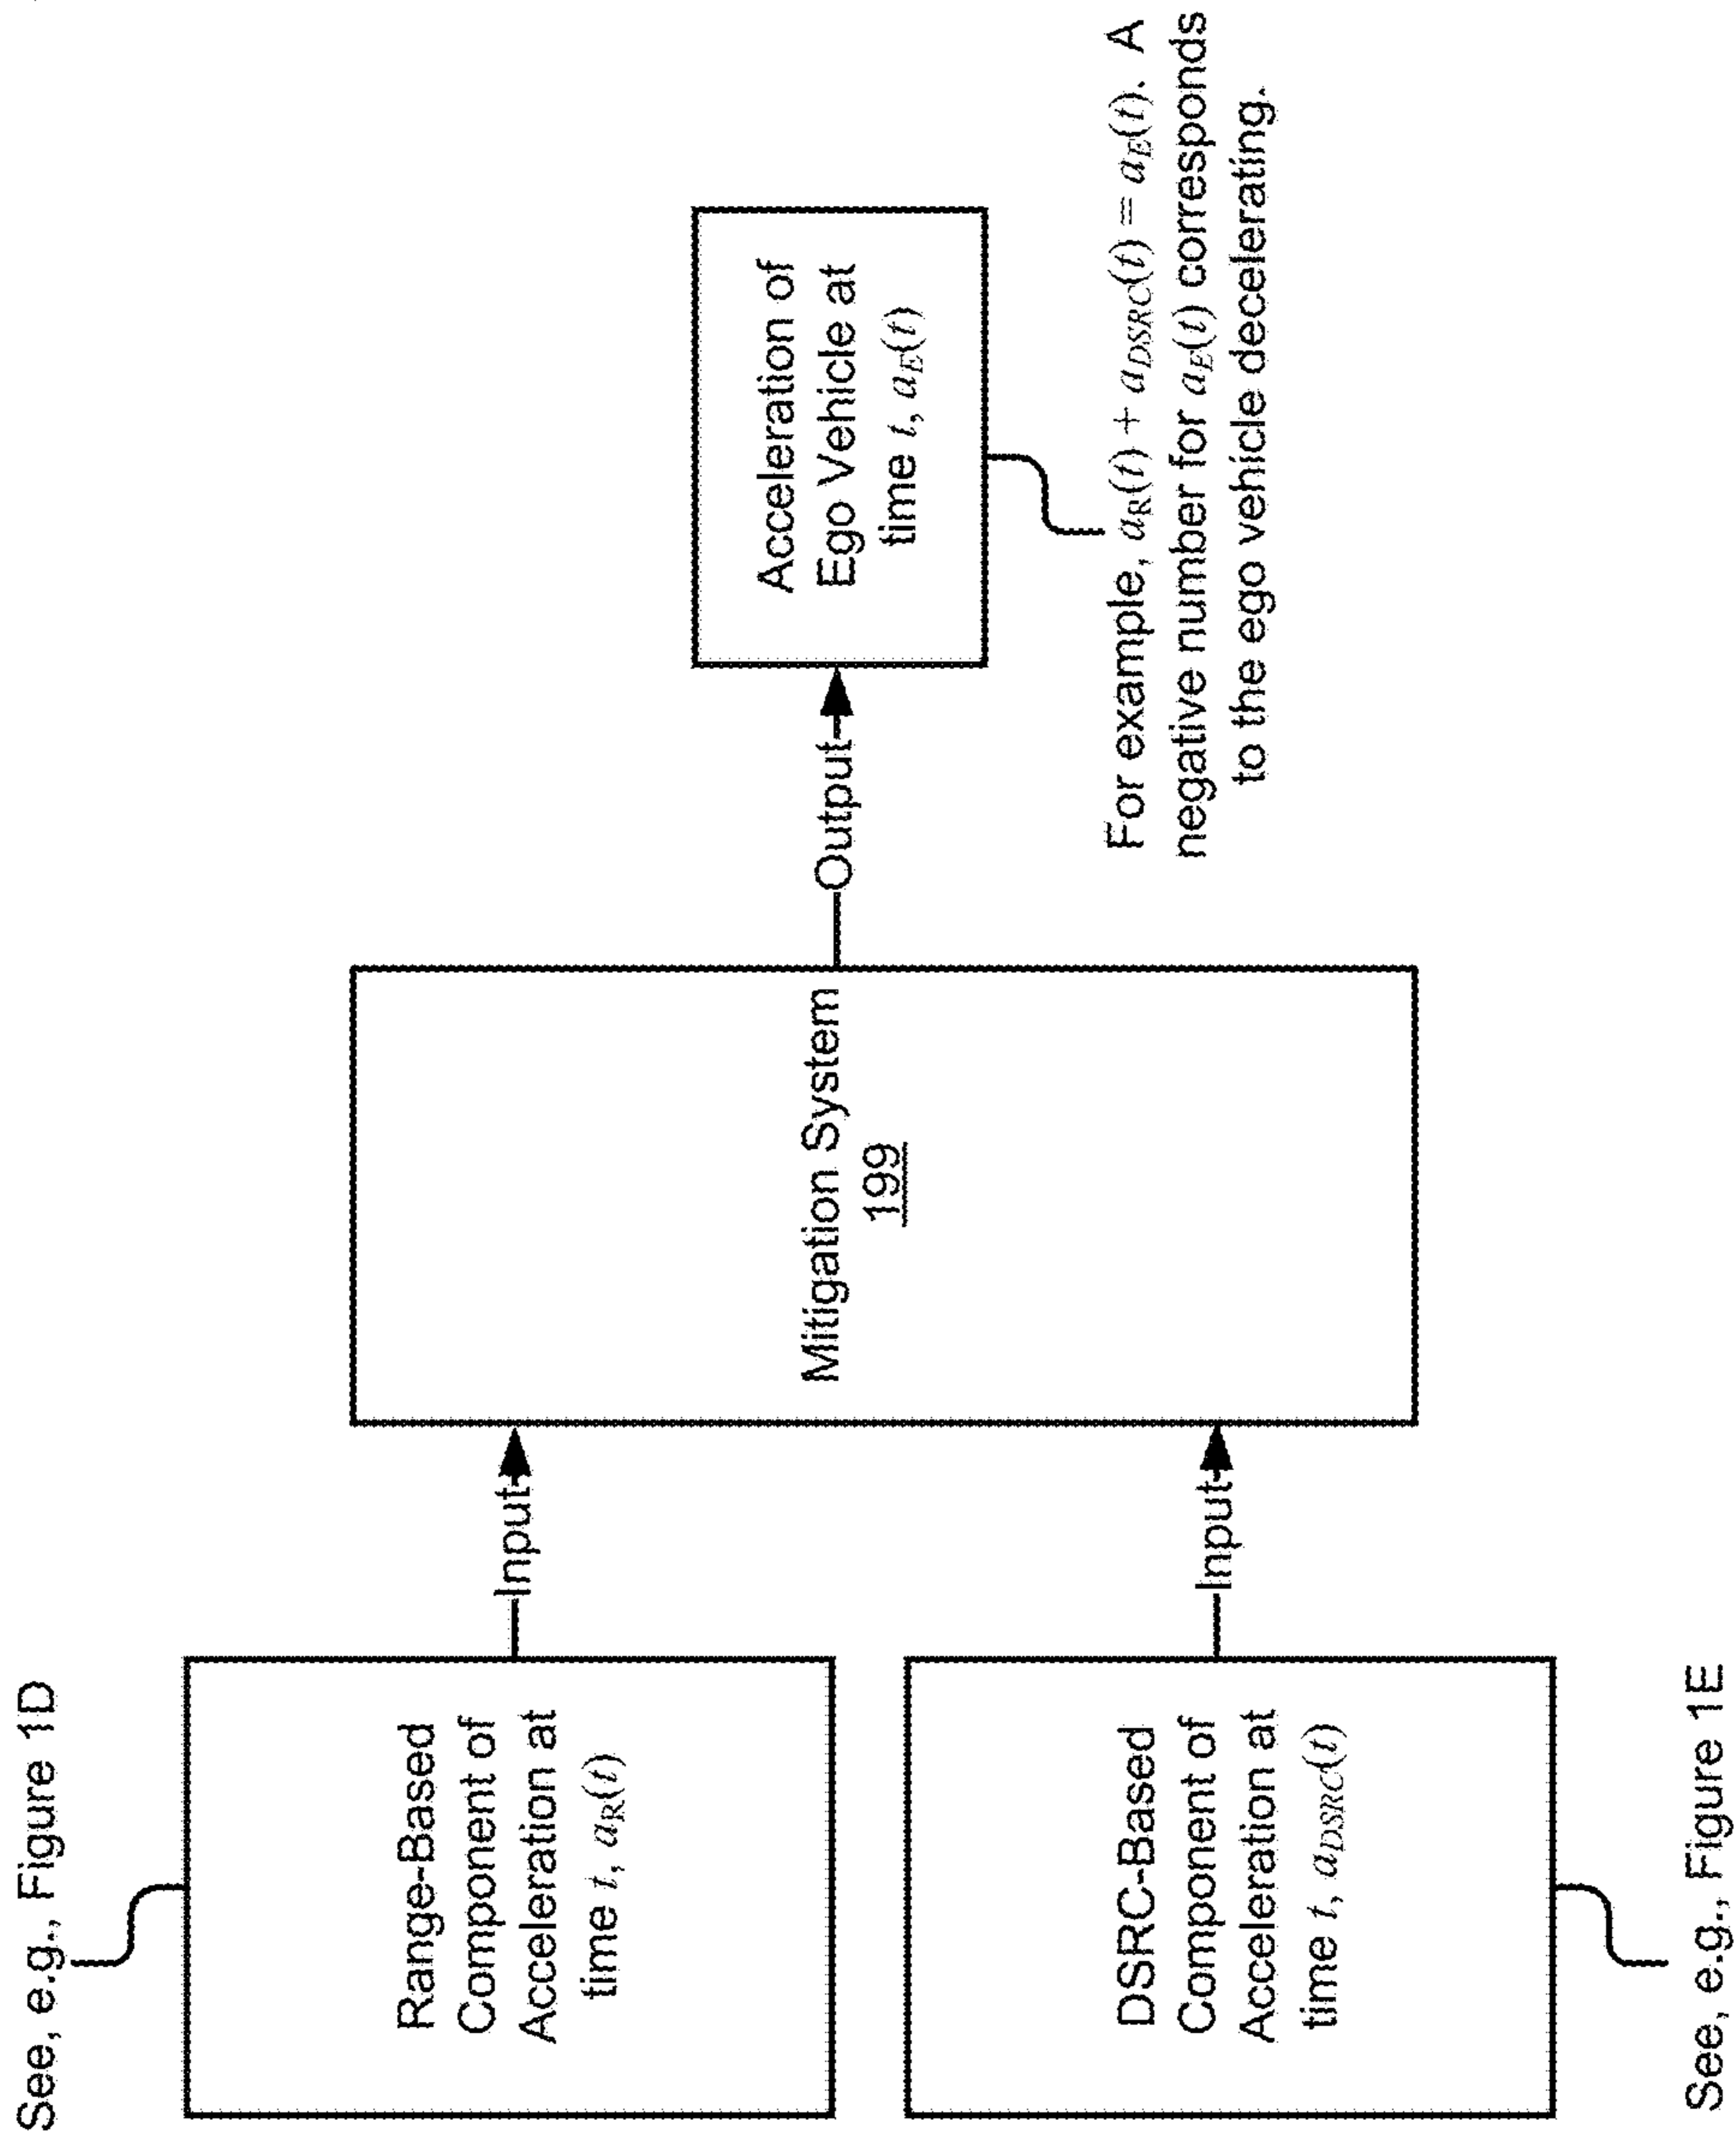 See, e.g., Figure 1D
Range-Based
Component of
Acceleration at
time t, a_R(t)
Input
DSRC-Based
Component of
Acceleration at
time t, a_DSRC(t)
Input
See, e.g., Figure 1E
Mitigation System
199
Output
Acceleration of
Ego Vehicle at
time t, a_E(t)
For example, a_R(t) + a_DSRC(t) = a_E(t). A
negative number for a_E(t) corresponds
to the ego vehicle decelerating.